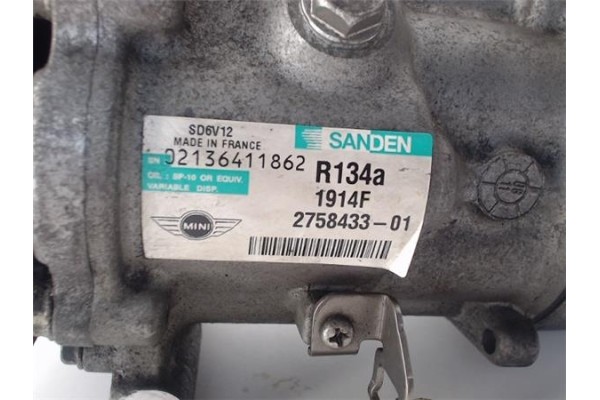 SD6V12
MADE IN FRANCE
SANDEN
S/N 02136411862
OIL: SP-10 OR EQUIV.
VARIABLE DISP.
R134a
1914F
2758433-01
MINI